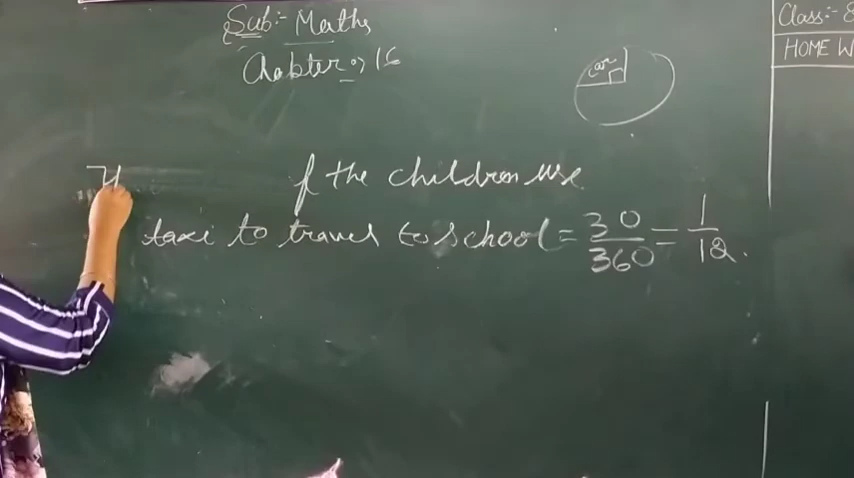 Sub:- Maths
Chapter :- 16
Car
Class:- 8
HOME W
f the children use
taxi to travel to school = 30/360 = 1/12.